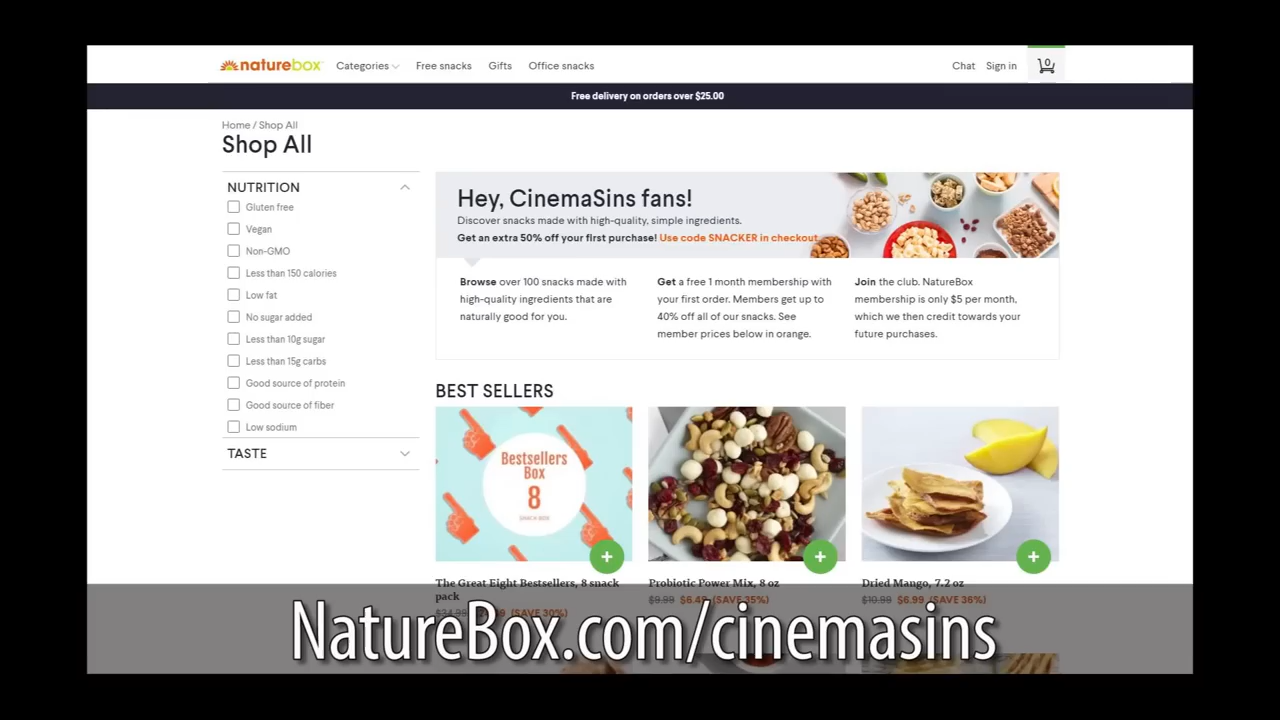 naturebox
Categories
Free snacks
Gifts
Office snacks
Chat
Sign in
0
Free delivery on orders over $25.00
Home / Shop All
Shop All
NUTRITION
Gluten free
Vegan
Non-GMO
Less than 150 calories
Low fat
No sugar added
Less than 10g sugar
Less than 15g carbs
Good source of protein
Good source of fiber
Low sodium
TASTE
Hey, CinemaSins fans!
Discover snacks made with high-quality, simple ingredients.
Get an extra 50% off your first purchase! Use code SNACKER in checkout
Browse over 100 snacks made with
high-quality ingredients that are
naturally good for you.
Get a free 1 month membership with
your first order. Members get up to
40% off all of our snacks. See
member prices below in orange.
Join the club. NatureBox
membership is only $5 per month,
which we then credit towards your
future purchases.
BEST SELLERS
Bestsellers
Box
8
SNACK BOX
The Great Eight Bestsellers, 8 snack
pack
(SAVE 30%)
Probiotic Power Mix, 8 oz
$9.99 $6.49 (SAVE 35%)
Dried Mango, 7.2 oz
$10.99 $6.99 (SAVE 36%)
NatureBox.com/cinemasins